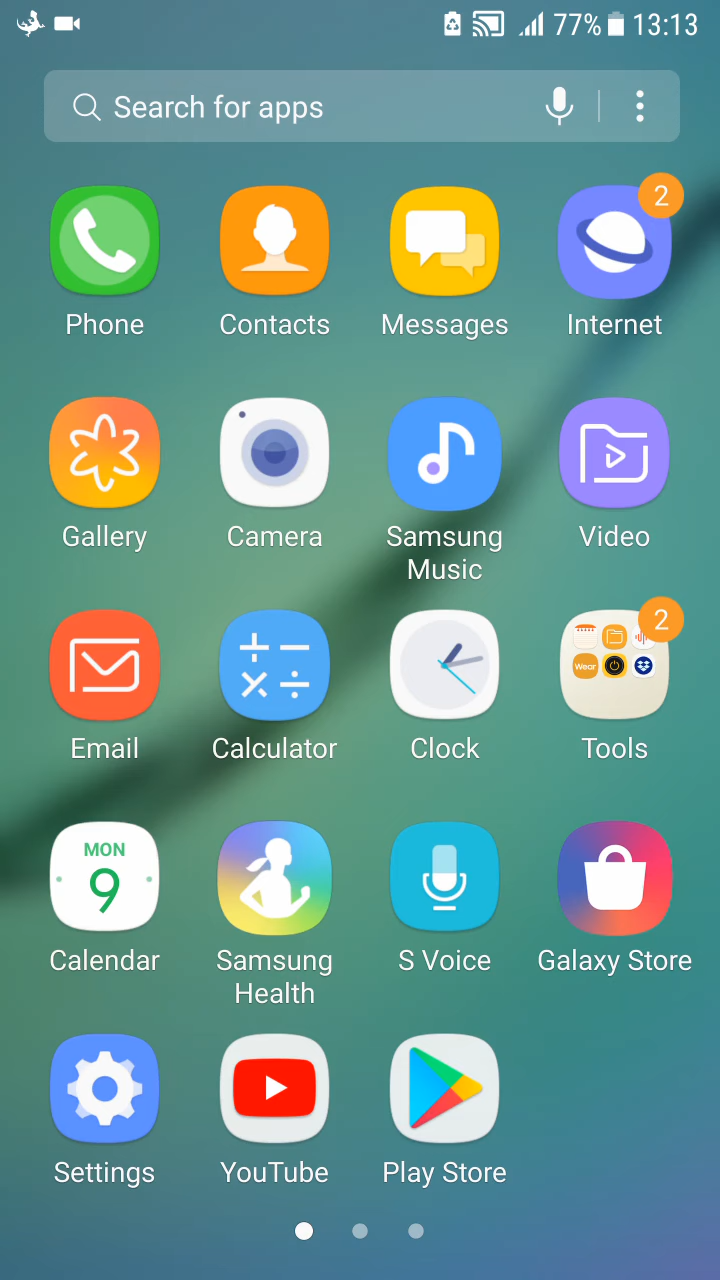 77% 13:13
Search for apps
2
Phone Contacts Messages Internet
Gallery Camera Samsung Music Video
2
Wear
Email Calculator Clock Tools
MON
9
Calendar Samsung Health S Voice Galaxy Store
Settings YouTube Play Store